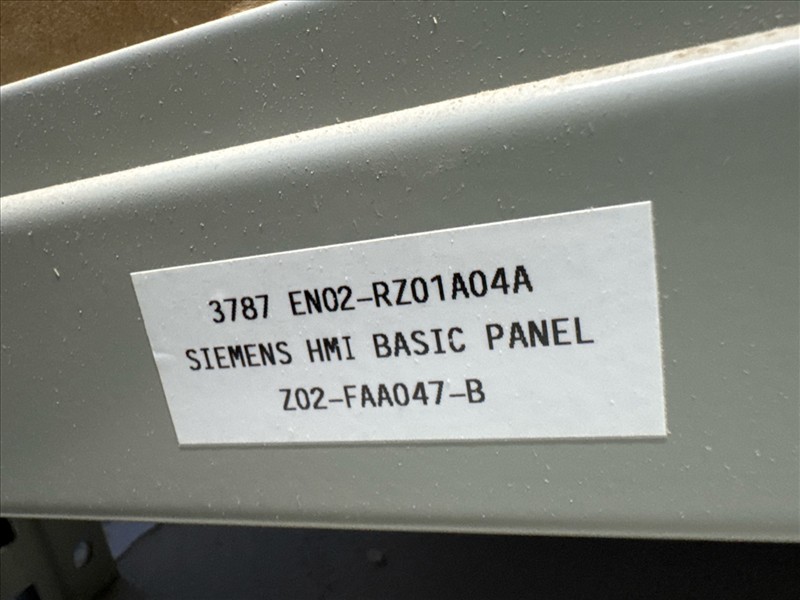 3787 EN02-RZ01A04A
SIEMENS HMI BASIC PANEL
Z02-FAA047-B